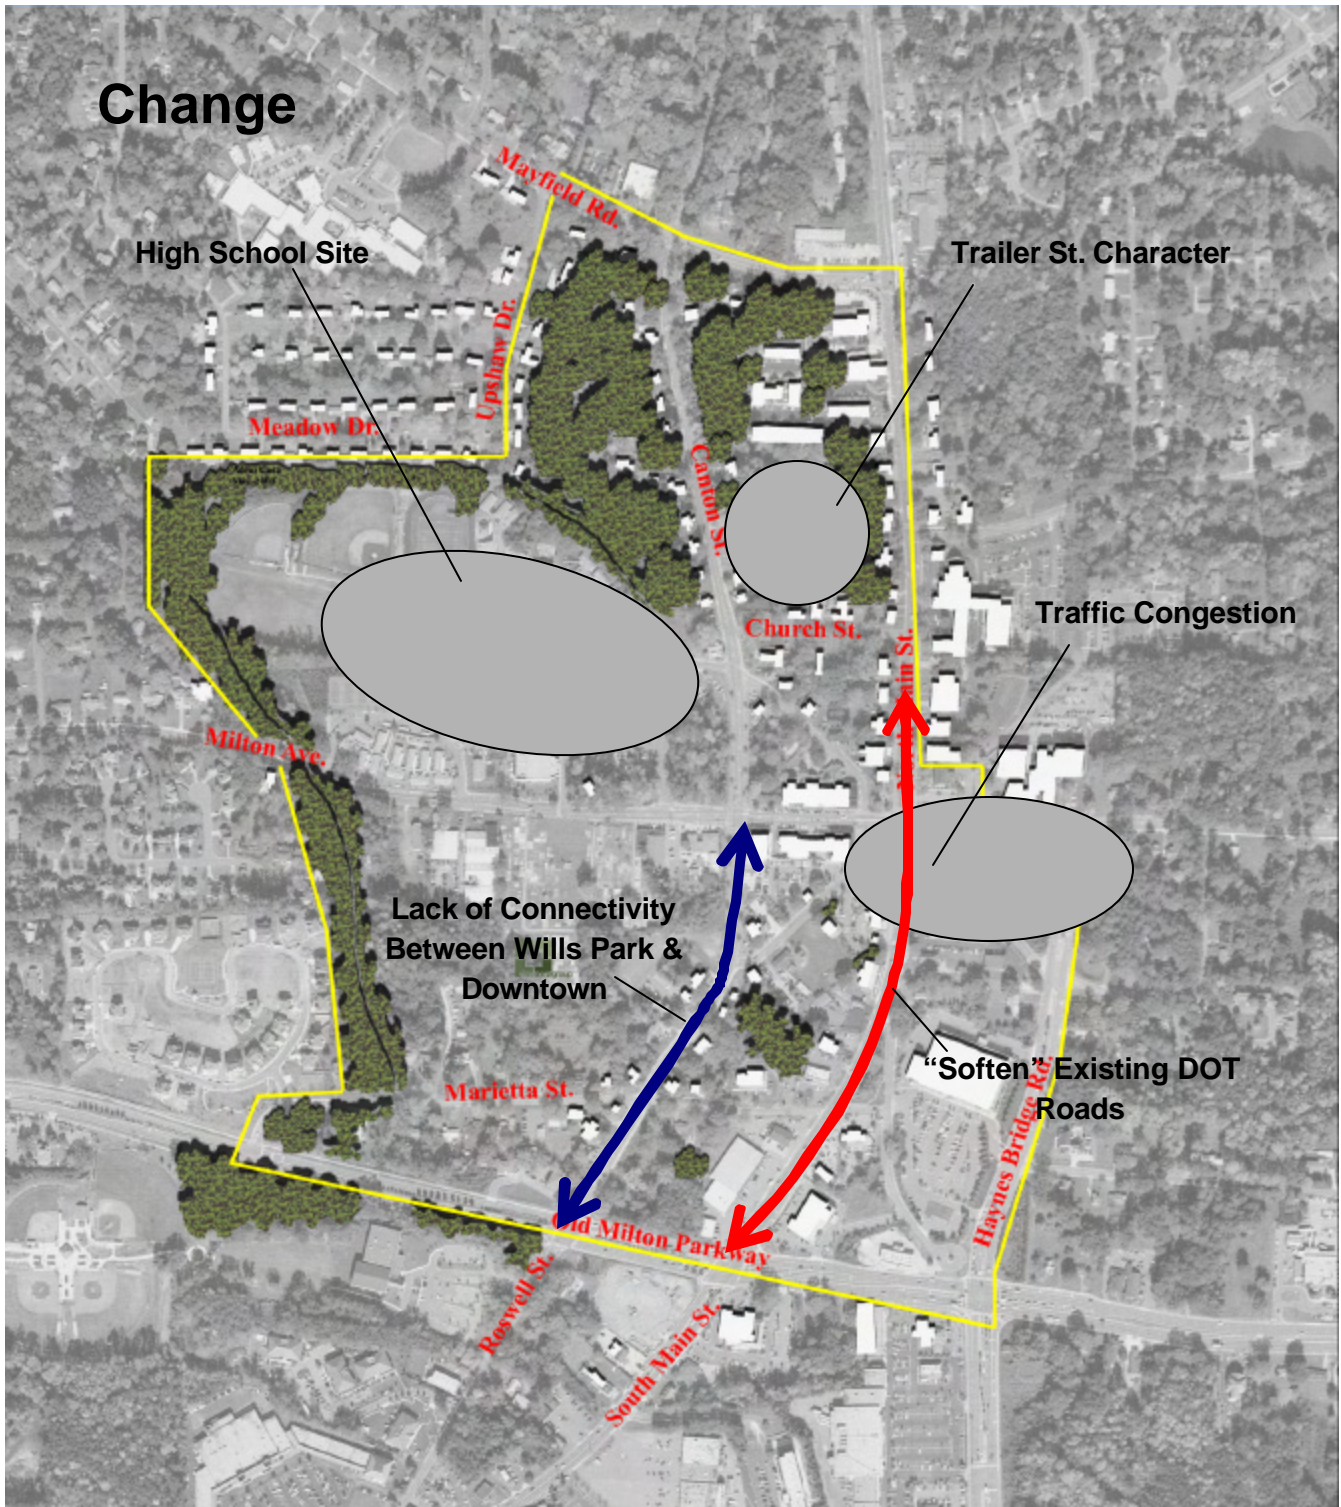 Change
Mayfield Rd.
High School Site
Trailer St. Character
Upshaw Dr.
Meadow Dr.
Canton St.
Traffic Congestion
Church St.
Main St.
Milton Ave.
Lack of Connectivity
Between Wills Park &
Downtown
“Soften” Existing DOT
Roads
Marietta St.
Haynes Bridge Rd.
Old Milton Parkway
Roswell St.
South Main St.